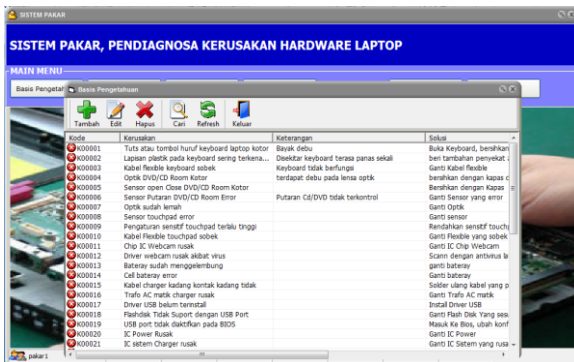 SISTEM PAKAR
SISTEM PAKAR, PENDIAGNOSA KERUSAKAN HARDWARE LAPTOP
MAIN MENU
Basis Pengetah
Basis Pengetahuan
Tambah Edit Hapus Cari Refresh Keluar
Kode Kerusakan Keterangan Solusi
K00001 Tuts atau tombol huruf keyboard laptop kotor Bayak debu Buka Keyboard, bershkan
K00002 Lapisan plastik pada keyboard sering terkena... Disekitar keyboard terasa panas sekali beri tambahan penyekat
K00003 Kabel flexible keyboard sobek Keyboard tidak berfungsi Ganti Kabel flexible
K00004 Optik DVD/CD Room Kotor terdapat debu pada lensa optik bershkan dengan kapas
K00005 Sensor open Close DVD/CD Room Kotor Bershkan dengan Kapas
K00006 Sensor Putaran DVD/CD Room Error Putaran Cd/DVD tidak terkontrol Ganti Sensor yang error
K00007 Optik sudah lemah Ganti Optik
K00008 Sensor touchpad error Ganti sensor
K00009 Pengaturan sensitif touchpad terlalu tinggi Rendahkan sensitif touch
K00010 Kabel Flexible touchpad sobek Ganti Flexible yang sobek
K00011 Chip IC Webcam rusak Ganti IC Chip Webcam
K00012 Driver webcam rusak akibat virus Scann dengan antivirus la
K00013 Bateray sudah menggelembung ganti bateray
K00014 Cell bateray error Ganti bateray
K00015 Kabel charger kadang kontak kadang tidak Solder ulang kabel yang p
K00016 Trafo AC matik charger rusak Ganti Trafo AC matik
K00017 Driver USB belum terinstall Install Driver USB
K00018 Flashdsk Tidak Suport dengan USB Port Ganti Flash Dsk Yang sesu
K00019 USB port tidak diaktifkan pada BIOS Masuk Ke Bios, ubah konf
K00020 IC Power Rusak Ganti IC Power
K00021 IC sistem Charger rusak Ganti IC Sistem yang rusa
pakar1